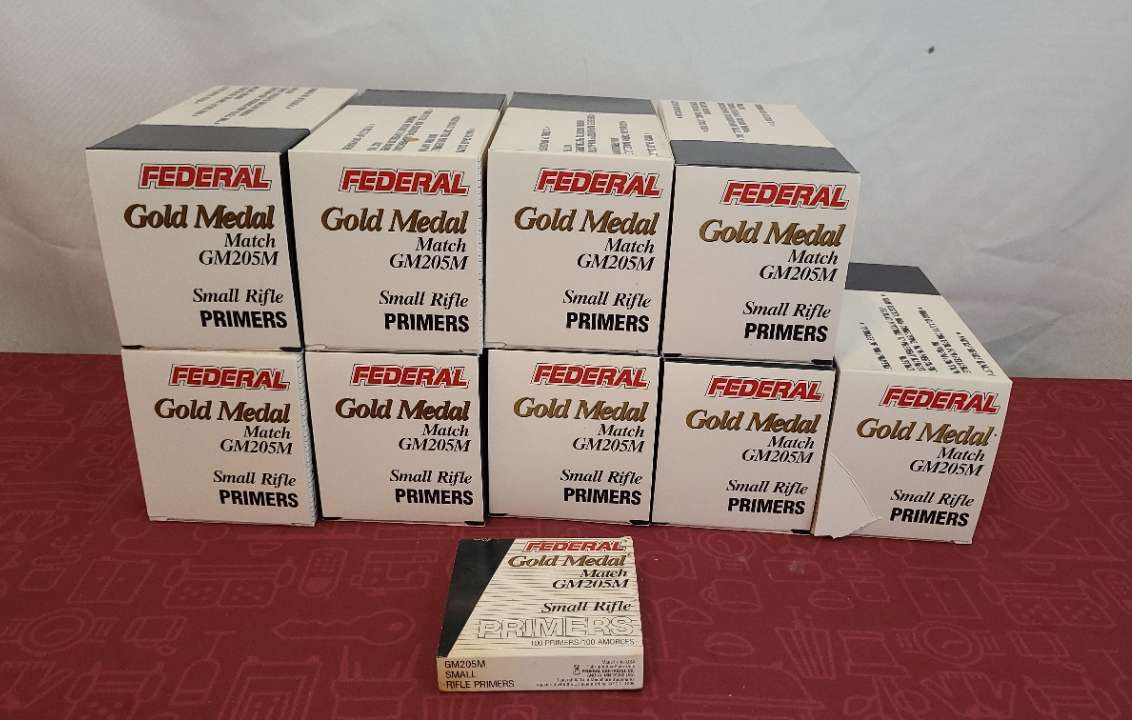 FEDERAL
Gold Medal
Match
GM205M
Small Rifle
PRIMERS
FEDERAL
Gold Medal
Match
GM205M
Small Rifle
PRIMERS
FEDERAL
Gold Medal
Match
GM205M
Small Rifle
PRIMERS
FEDERAL
Gold Medal
Match
GM205M
Small Rifle
PRIMERS
FEDERAL
Gold Medal
Match
GM205M
Small Rifle
PRIMERS
FEDERAL
Gold Medal
Match
GM205M
Small Rifle
PRIMERS
FEDERAL
Gold Medal
Match
GM205M
Small Rifle
PRIMERS
FEDERAL
Gold Medal
Match
GM205M
Small Rifle
PRIMERS
FEDERAL
Gold Medal
Match
GM205M
Small Rifle
PRIMERS
FEDERAL
Gold Medal
Match
GM205M
Small Rifle
PRIMERS
100 PRIMERS/100 AMORCES
GM205M
SMALL
RIFLE PRIMERS